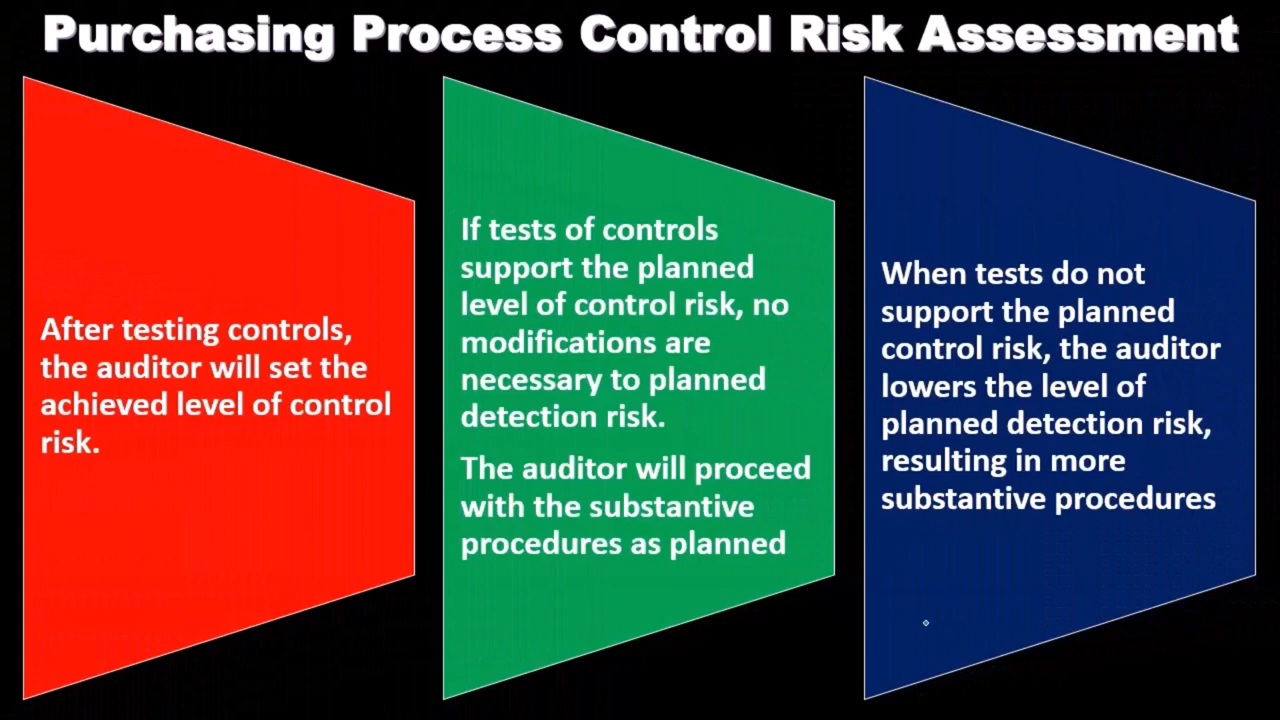 Purchasing Process Control Risk Assessment
After testing controls,
the auditor will set the
achieved level of control
risk.
If tests of controls
support the planned
level of control risk, no
modifications are
necessary to planned
detection risk.
The auditor will proceed
with the substantive
procedures as planned
When tests do not
support the planned
control risk, the auditor
lowers the level of
planned detection risk,
resulting in more
substantive procedures